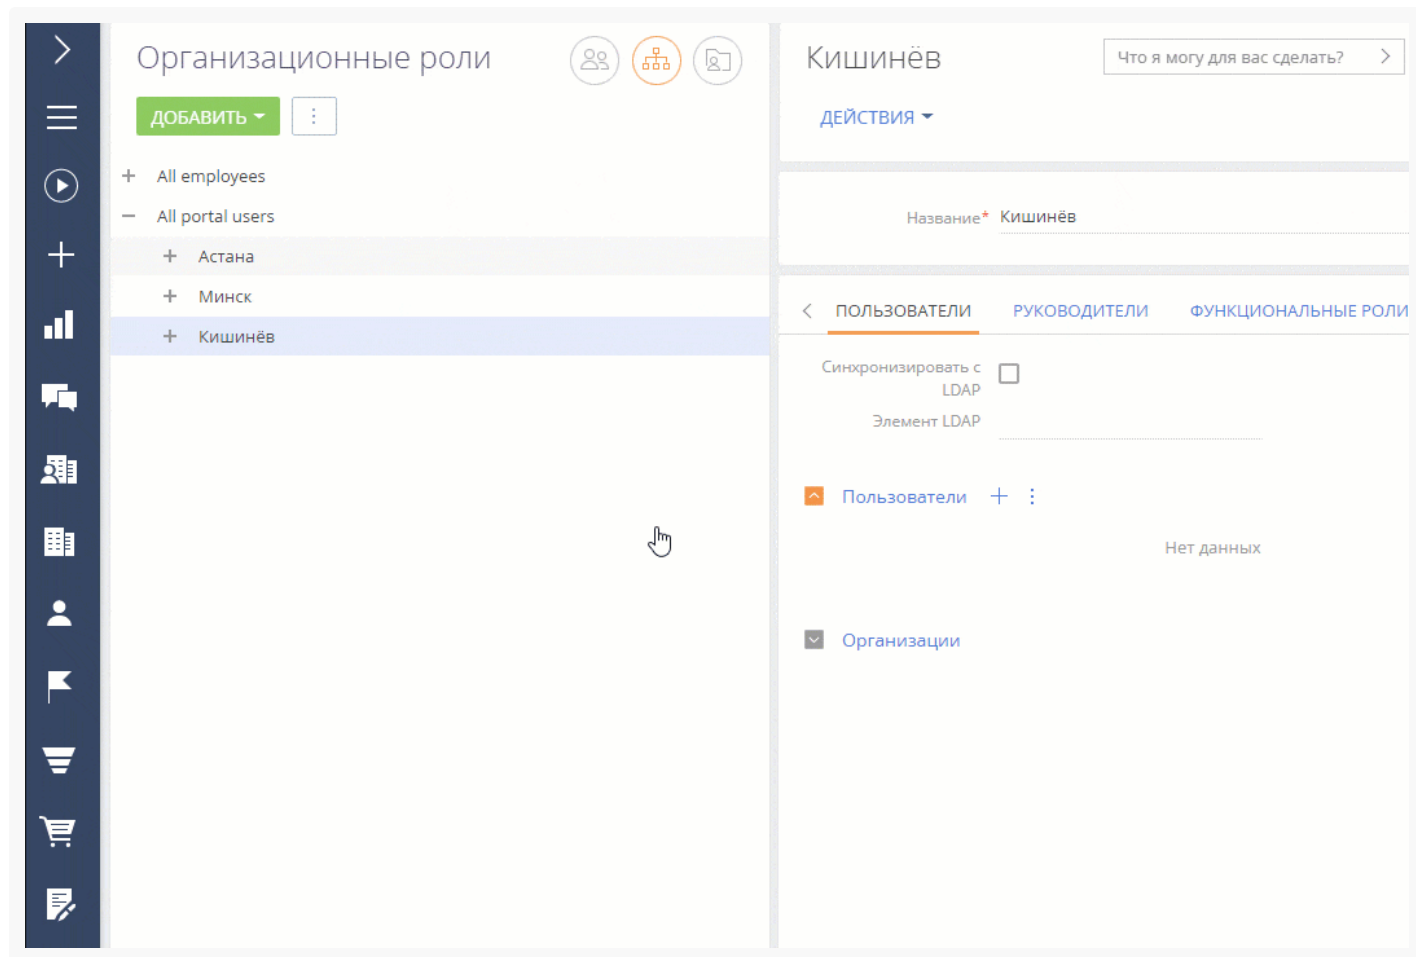 Организационные роли
ДОБАВИТЬ
All employees
All portal users
Астана
Минск
Кишинёв
Кишинёв
Что я могу для вас сделать?
ДЕЙСТВИЯ
Название* Кишинёв
ПОЛЬЗОВАТЕЛИ РУКОВОДИТЕЛИ ФУНКЦИОНАЛЬНЫЕ РОЛИ
Синхронизировать с
LDAP
Элемент LDAP
Пользователи
Нет данных
Организации